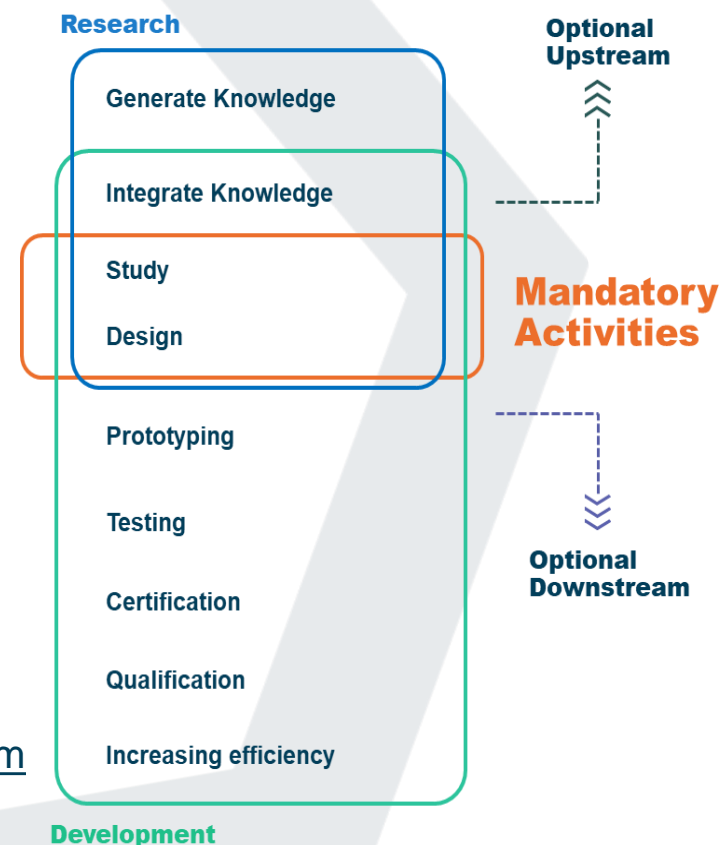 Research
Optional
Upstream
Generate Knowledge
Integrate Knowledge
Study
Mandatory
Activities
Design
Prototyping
Testing
Optional
Downstream
Certification
Qualification
m
Increasing efficiency
Development